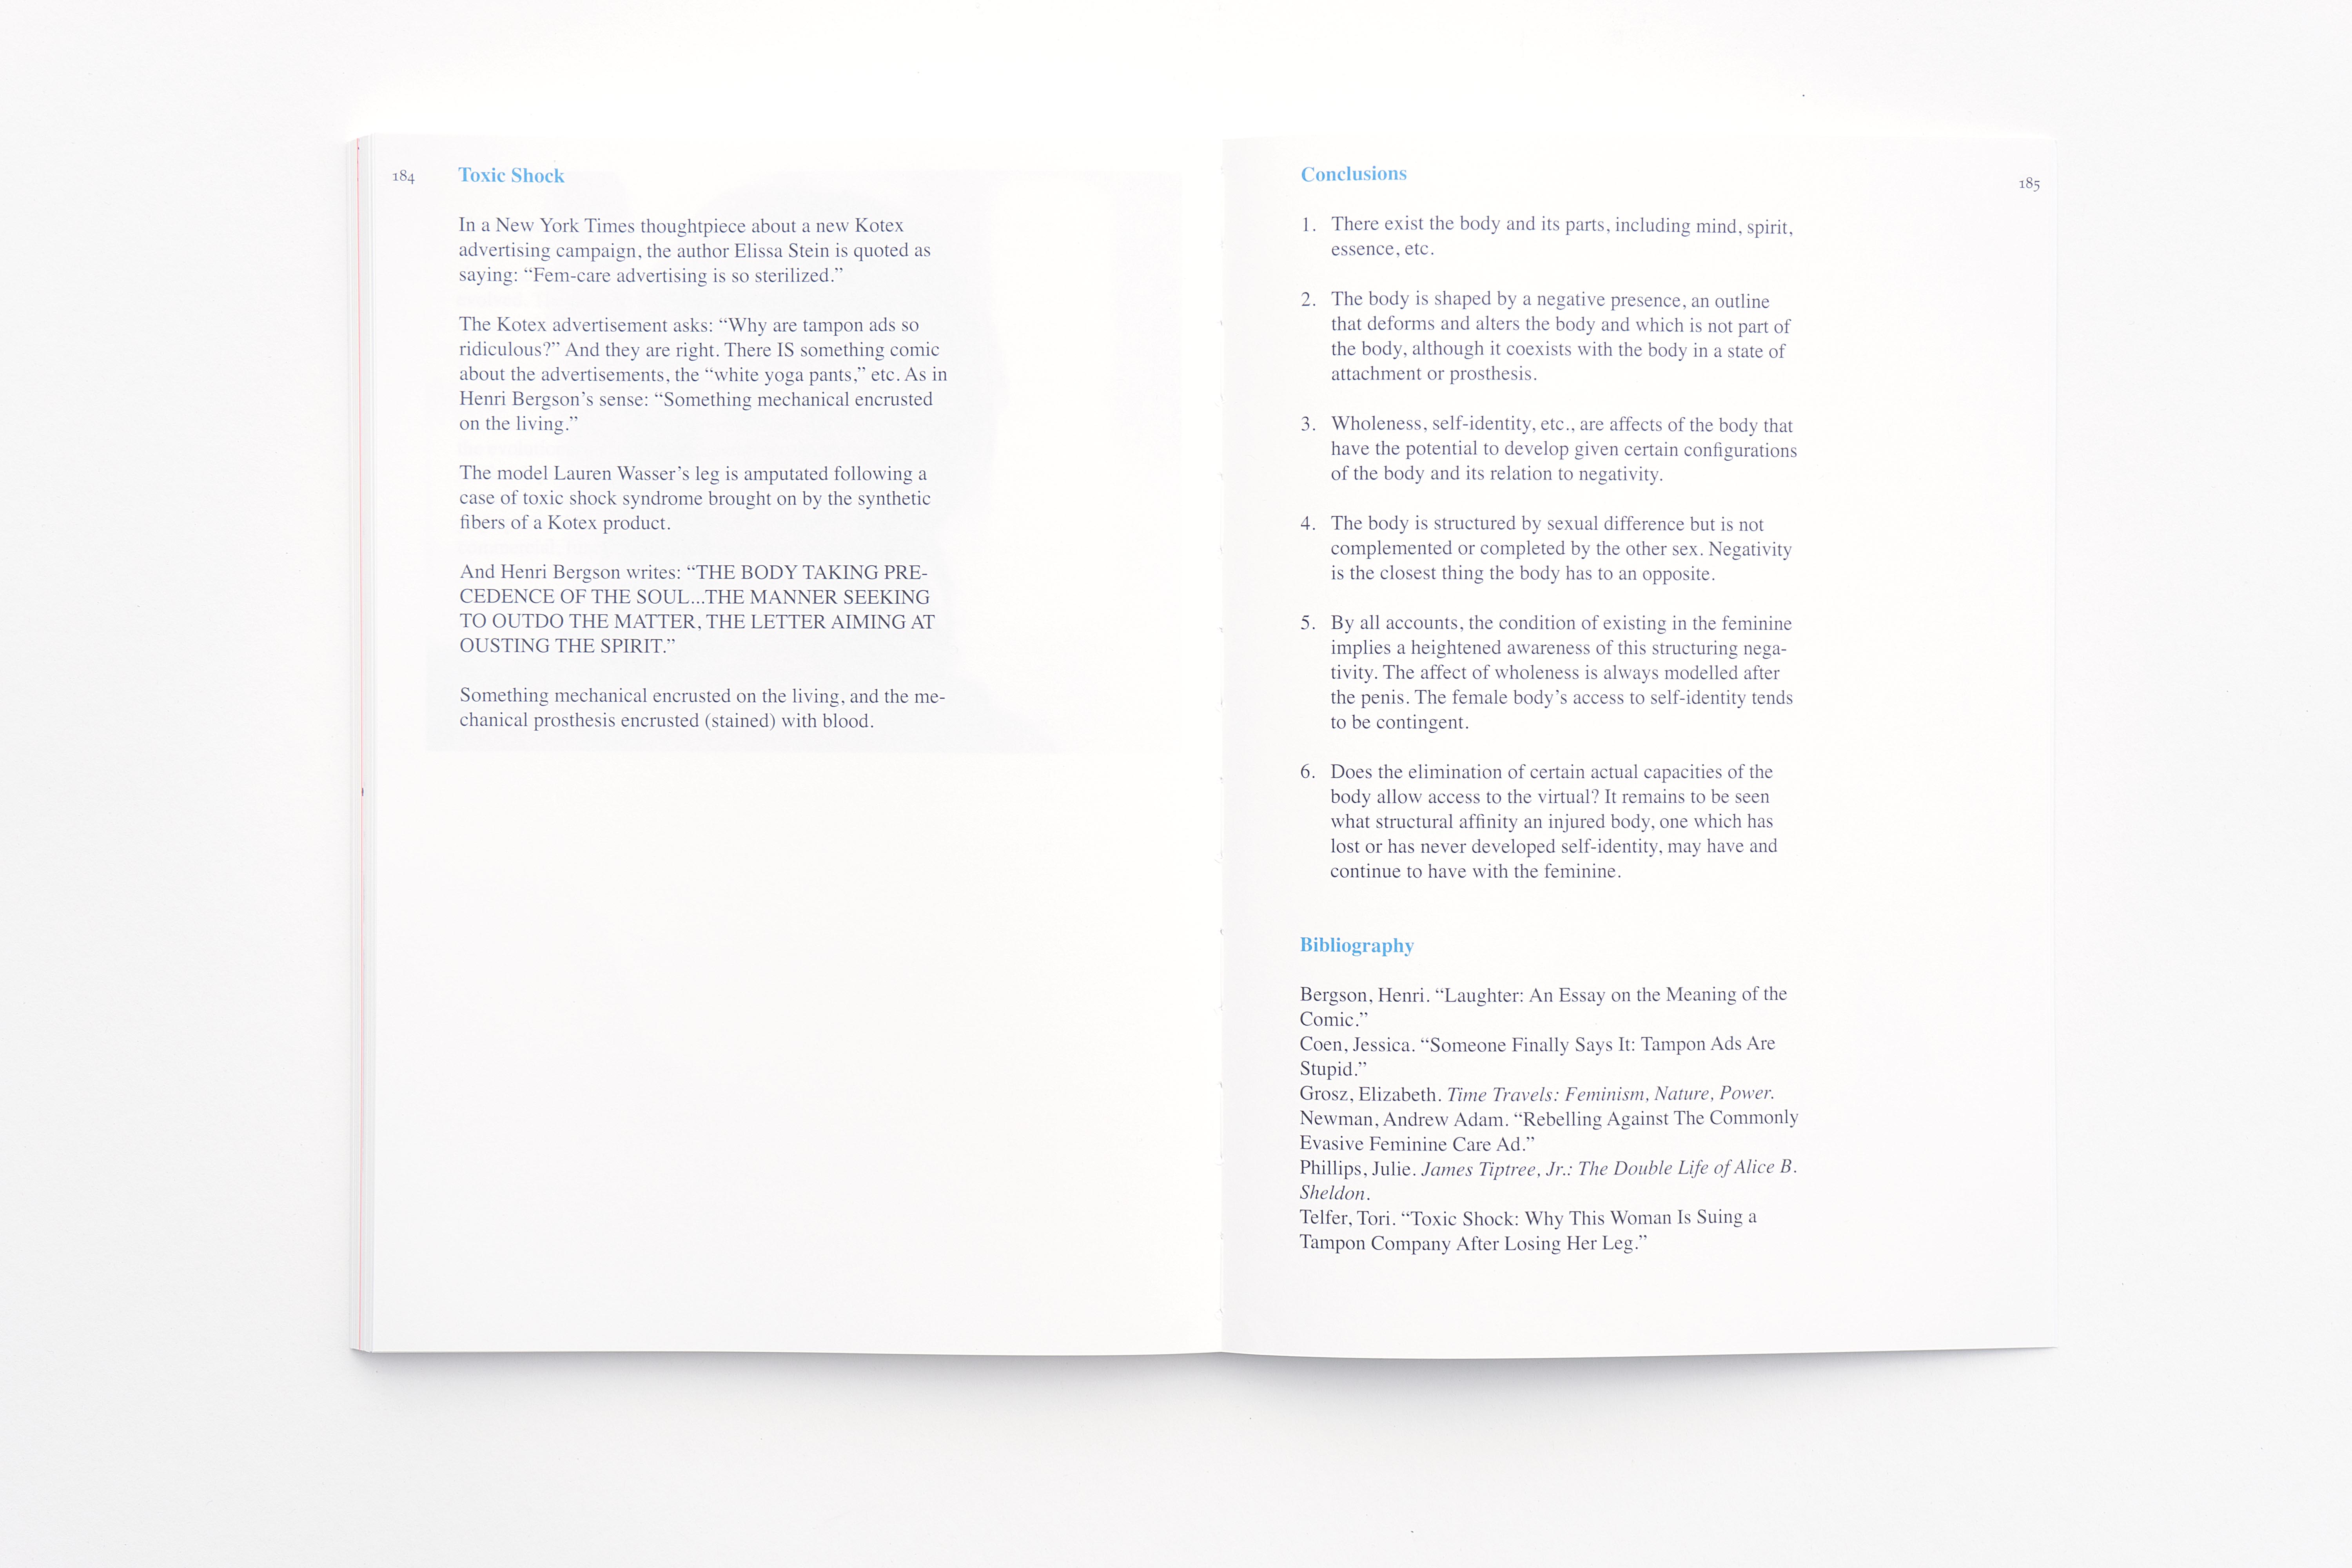 184
Toxic Shock
In a New York Times thoughtpiece about a new Kotex
advertising campaign, the author Elissa Stein is quoted as
saying: “Fem-care advertising is so sterilized.”
The Kotex advertisement asks: “Why are tampon ads so
ridiculous?” And they are right. There IS something comic
about the advertisements, the “white yoga pants,” etc. As in
Henri Bergson’s sense: “Something mechanical encrusted
on the living.”
The model Lauren Wasser’s leg is amputated following a
case of toxic shock syndrome brought on by the synthetic
fibers of a Kotex product.
And Henri Bergson writes: “THE BODY TAKING PRE-
CEDENCE OF THE SOUL...THE MANNER SEEKING
TO OUTDO THE MATTER, THE LETTER AIMING AT
OUSTING THE SPIRIT.”
Something mechanical encrusted on the living, and the me-
chanical prosthesis encrusted (stained) with blood.
Conclusions
185
1. There exist the body and its parts, including mind, spirit,
essence, etc.
2. The body is shaped by a negative presence, an outline
that deforms and alters the body and which is not part of
the body, although it coexists with the body in a state of
attachment or prosthesis.
3. Wholeness, self-identity, etc., are affects of the body that
have the potential to develop given certain configurations
of the body and its relation to negativity.
4. The body is structured by sexual difference but is not
complemented or completed by the other sex. Negativity
is the closest thing the body has to an opposite.
5. By all accounts, the condition of existing in the feminine
implies a heightened awareness of this structuring nega-
tivity. The affect of wholeness is always modelled after
the penis. The female body’s access to self-identity tends
to be contingent.
6. Does the elimination of certain actual capacities of the
body allow access to the virtual? It remains to be seen
what structural affinity an injured body, one which has
lost or has never developed self-identity, may have and
continue to have with the feminine.
Bibliography
Bergson, Henri. “Laughter: An Essay on the Meaning of the
Comic.”
Coen, Jessica. “Someone Finally Says It: Tampon Ads Are
Stupid.”
Grosz, Elizabeth. Time Travels: Feminism, Nature, Power.
Newman, Andrew Adam. “Rebelling Against The Commonly
Evasive Feminine Care Ad.”
Phillips, Julie. James Tiptree, Jr.: The Double Life of Alice B.
Sheldon.
Telfer, Tori. “Toxic Shock: Why This Woman Is Suing a
Tampon Company After Losing Her Leg.”